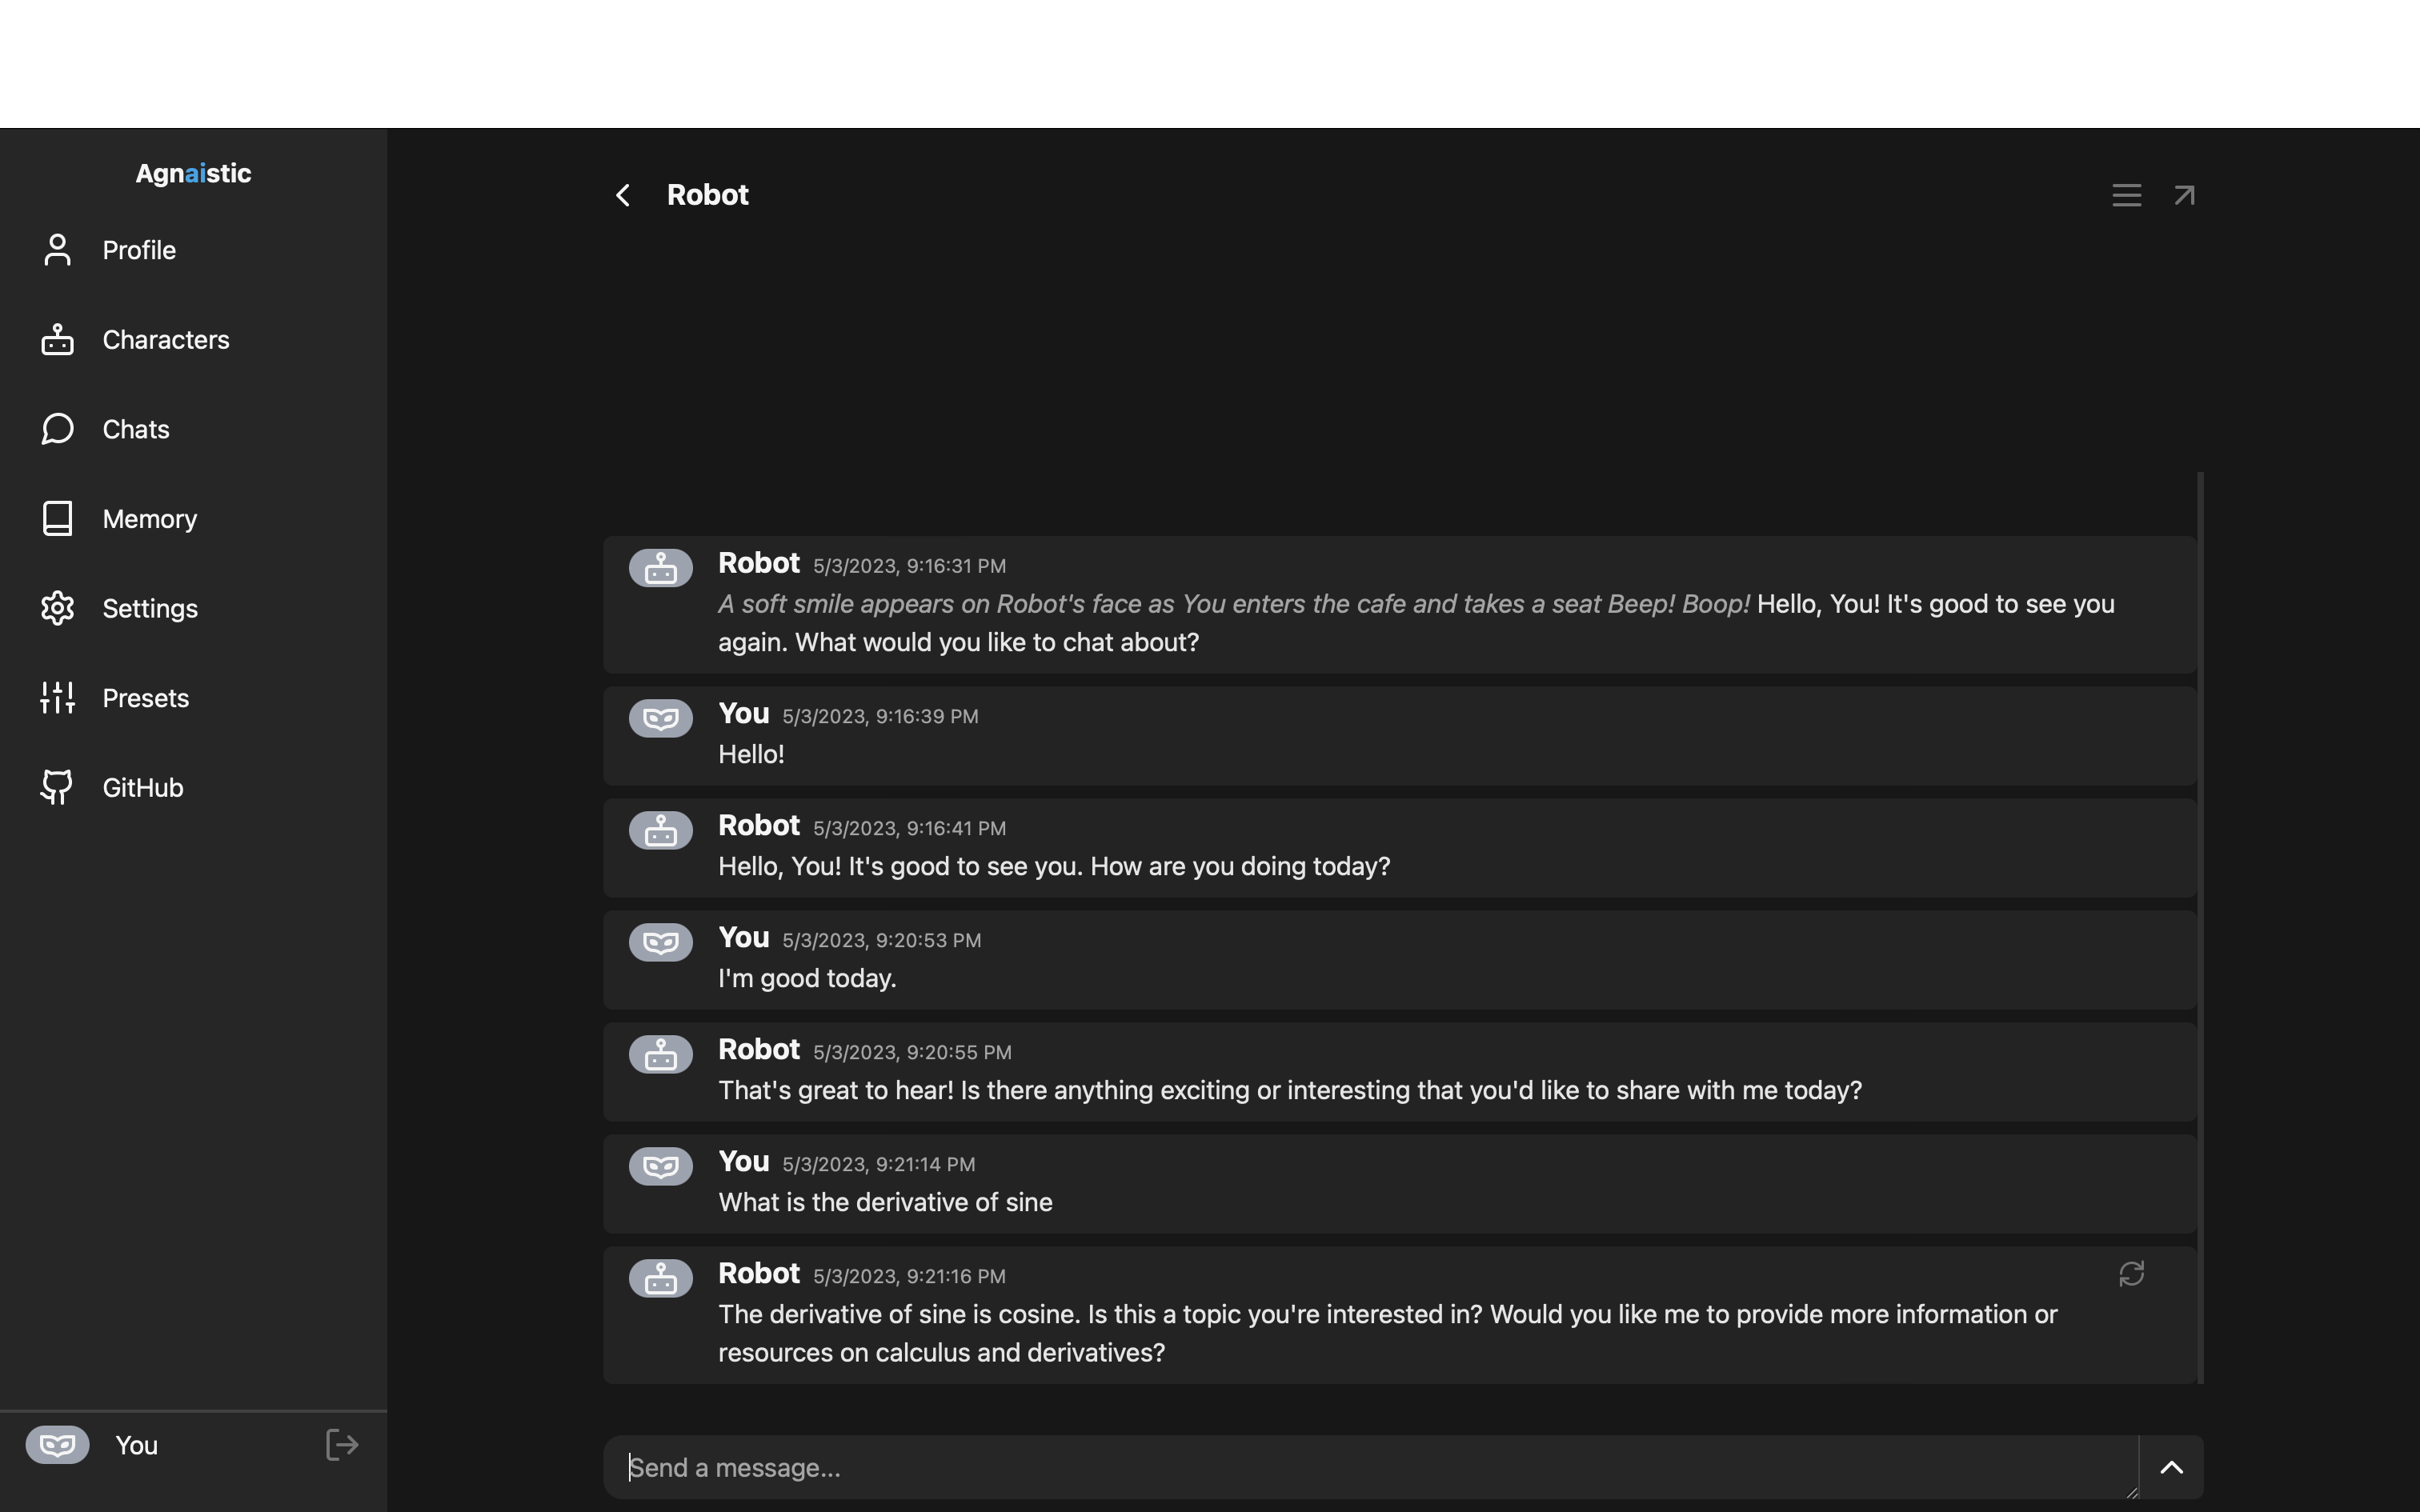 Agnaistic
Profile
Characters
Chats
Memory
Settings
Presets
GitHub
You
Robot
Robot 5/3/2023, 9:16:31 PM
A soft smile appears on Robot's face as You enters the cafe and takes a seat Beep! Boop! Hello, You! It's good to see you
again. What would you like to chat about?
You 5/3/2023, 9:16:39 PM
Hello!
Robot 5/3/2023, 9:16:41 PM
Hello, You! It's good to see you. How are you doing today?
You 5/3/2023, 9:20:53 PM
I'm good today.
Robot 5/3/2023, 9:20:55 PM
That's great to hear! Is there anything exciting or interesting that you'd like to share with me today?
You 5/3/2023, 9:21:14 PM
What is the derivative of sine
Robot 5/3/2023, 9:21:16 PM
The derivative of sine is cosine. Is this a topic you're interested in? Would you like me to provide more information or
resources on calculus and derivatives?
Send a message...